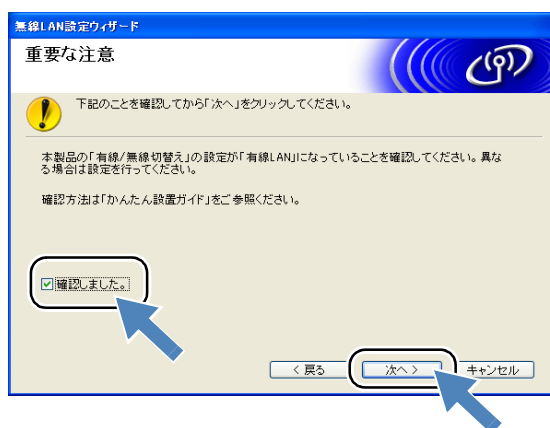 無線LAN設定ウィザード
重要な注意
下記のことを確認してから「次へ」をクリックしてください。
本製品の「有線/無線切替え」の設定が「有線LAN」になっていることを確認してください。異な
る場合は設定を行ってください。
確認方法は「かんたん設置ガイド」をご参照ください。
確認しました。
< 戻る 次へ > キャンセル